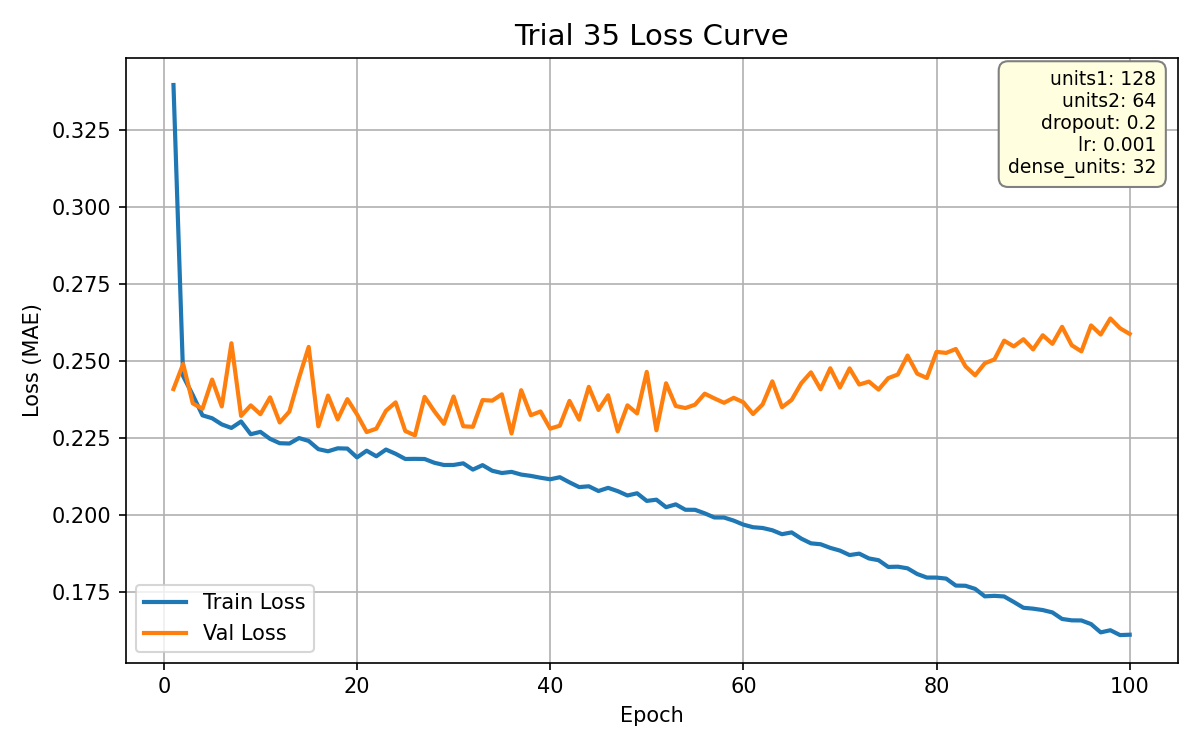 Trial 35 Loss Curve
units1: 128
units2: 64
dropout: 0.2
lr: 0.001
dense_units: 32
Loss (MAE)
0.325
0.300
0.275
0.250
0.225
0.200
0.175
Train Loss
Val Loss
0 20 40 60 80 100
Epoch